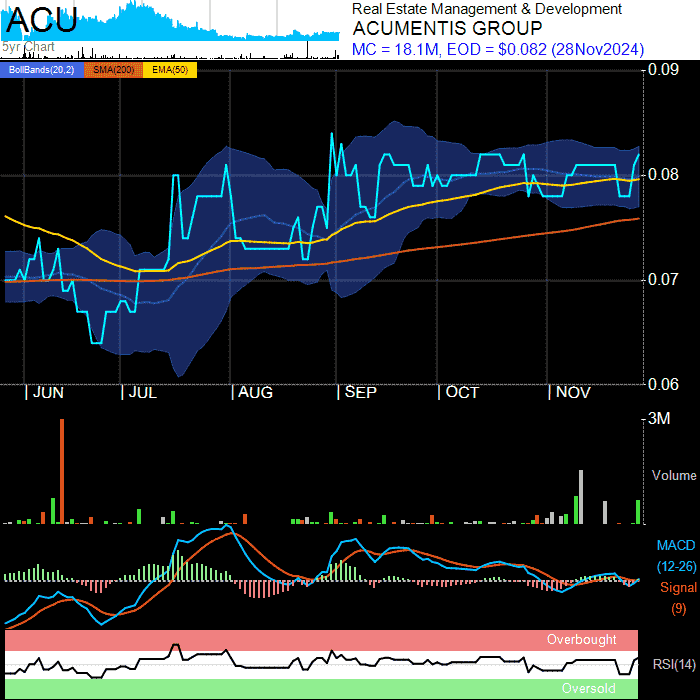 ACU
5yr Chart
Real Estate Management & Development
ACUMENTIS GROUP
MC = 18.1M, EOD = $0.082 (28Nov2024)
BollBands(20,2) SMA(200) EMA(50)
0.09
0.08
0.07
0.06
JUN JUL AUG SEP OCT NOV
3M
Volume
MACD
(12-26)
Signal
(9)
Overbought
RSI(14)
Oversold